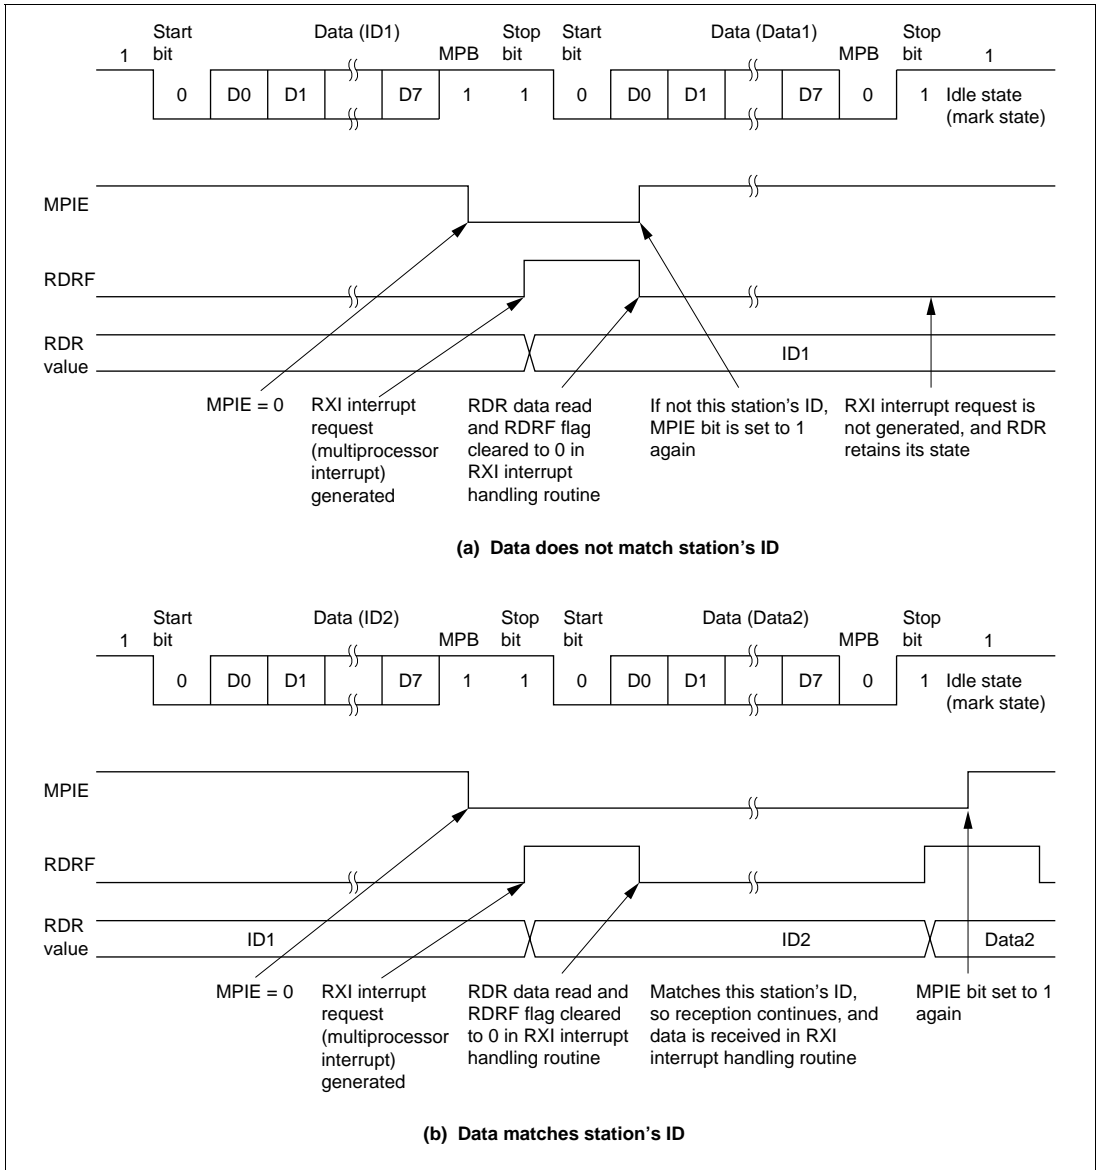 Start bit
Data (ID1)
Stop bit
Start bit
Data (Data1)
Stop bit
1
MPB
MPB
1
0 D0 D1 D7 1 1 0 D0 D1 D7 0 1 Idle state (mark state)
MPIE
RDRF
RDR value
ID1
MPIE = 0
RXI interrupt
request
(multiprocessor
interrupt)
generated
RDR data read
and RDRF flag
cleared to 0 in
RXI interrupt
handling routine
If not this station's ID,
MPIE bit is set to 1
again
RXI interrupt request is
not generated, and RDR
retains its state
(a) Data does not match station's ID
Start bit
Data (ID2)
Stop bit
Start bit
Data (Data2)
Stop bit
1
MPB
MPB
1
0 D0 D1 D7 1 1 0 D0 D1 D7 0 1 Idle state (mark state)
MPIE
RDRF
RDR value
ID1
ID2
Data2
MPIE = 0
RXI interrupt
request
(multiprocessor
interrupt)
generated
RDR data read and
RDRF flag cleared
to 0 in RXI interrupt
handling routine
Matches this station's ID,
so reception continues, and
data is received in RXI
interrupt handling routine
MPIE bit set to 1
again
(b) Data matches station's ID